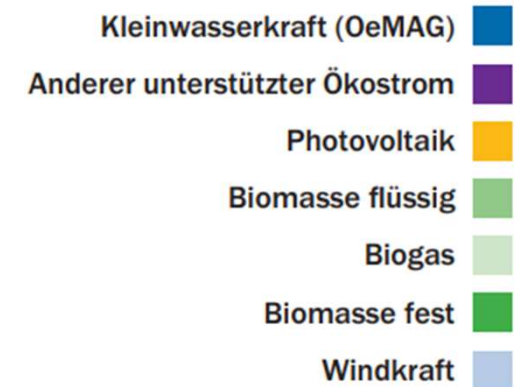 Kleinwasserkraft (OeMAG)
Anderer unterstützter Ökostrom
Photovoltaik
Biomasse flüssig
Biogas
Biomasse fest
Windkraft